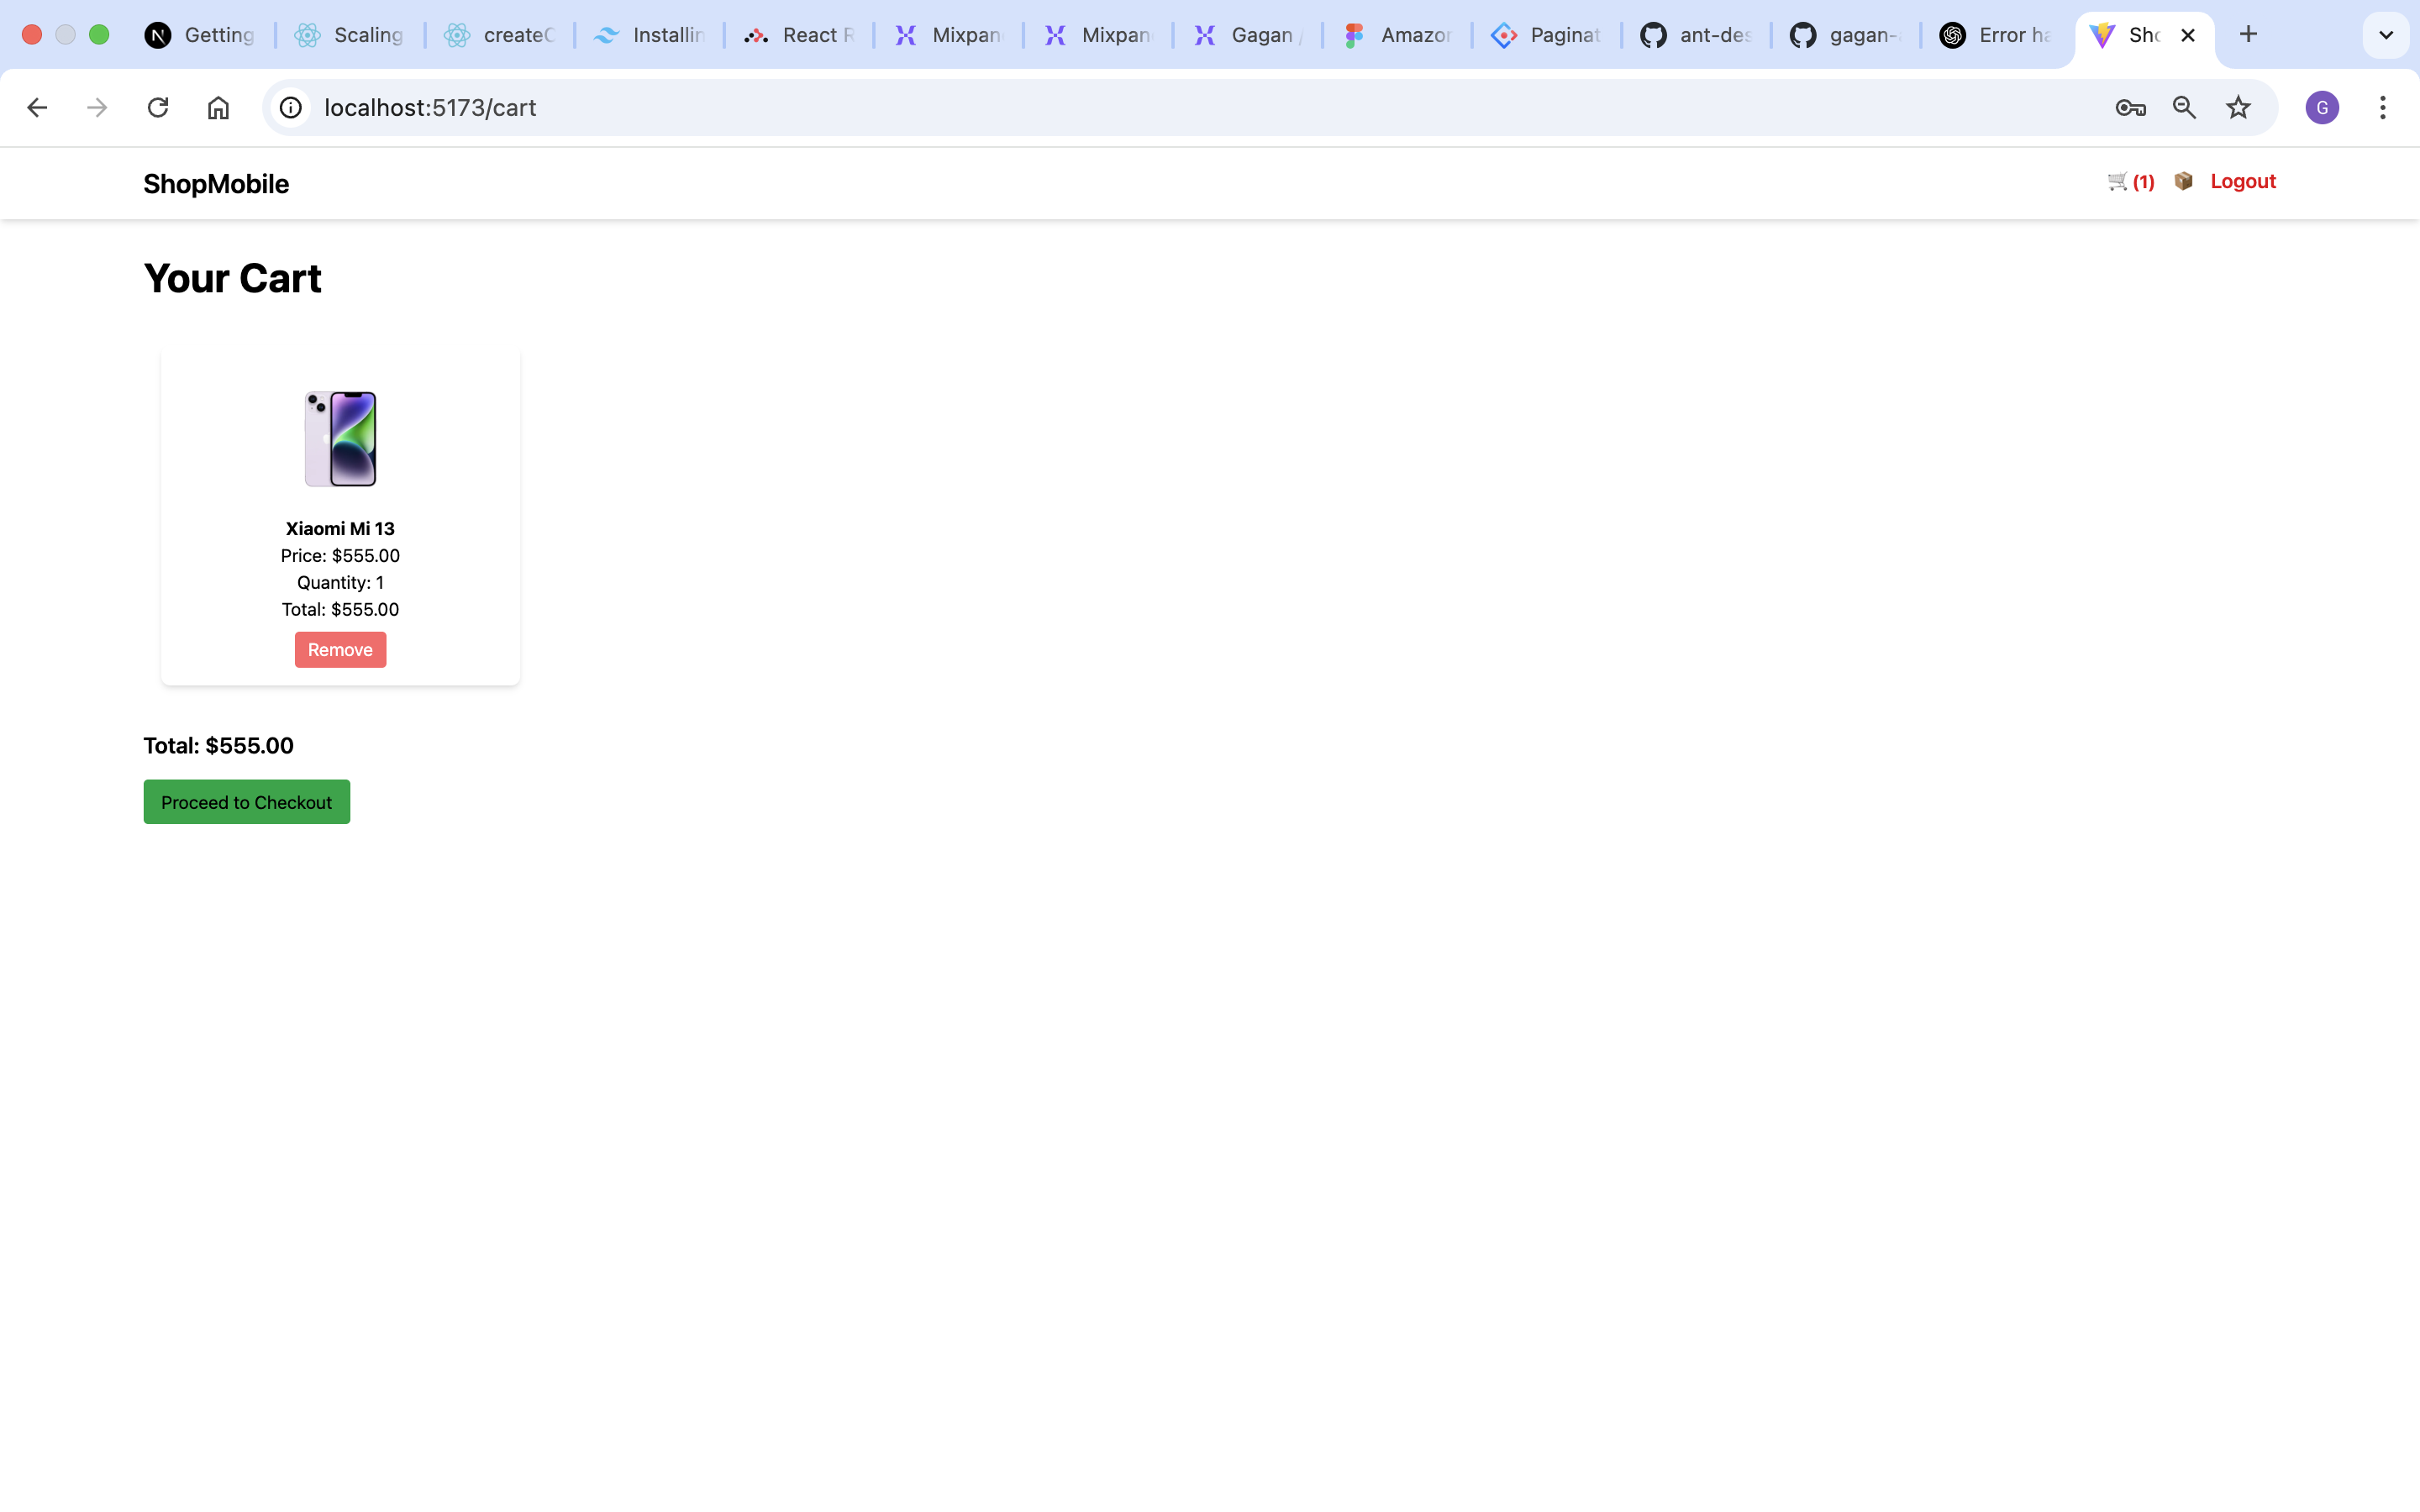 Getting
Scaling
createC
Installin
React R
Mixpan
Mixpan
Gagan /
Amazon
Paginat
ant-des
gagan-
Error ha
Sho
localhost:5173/cart
G
ShopMobile
(1)
Logout
Your Cart
Xiaomi Mi 13
Price: $555.00
Quantity: 1
Total: $555.00
Remove
Total: $555.00
Proceed to Checkout